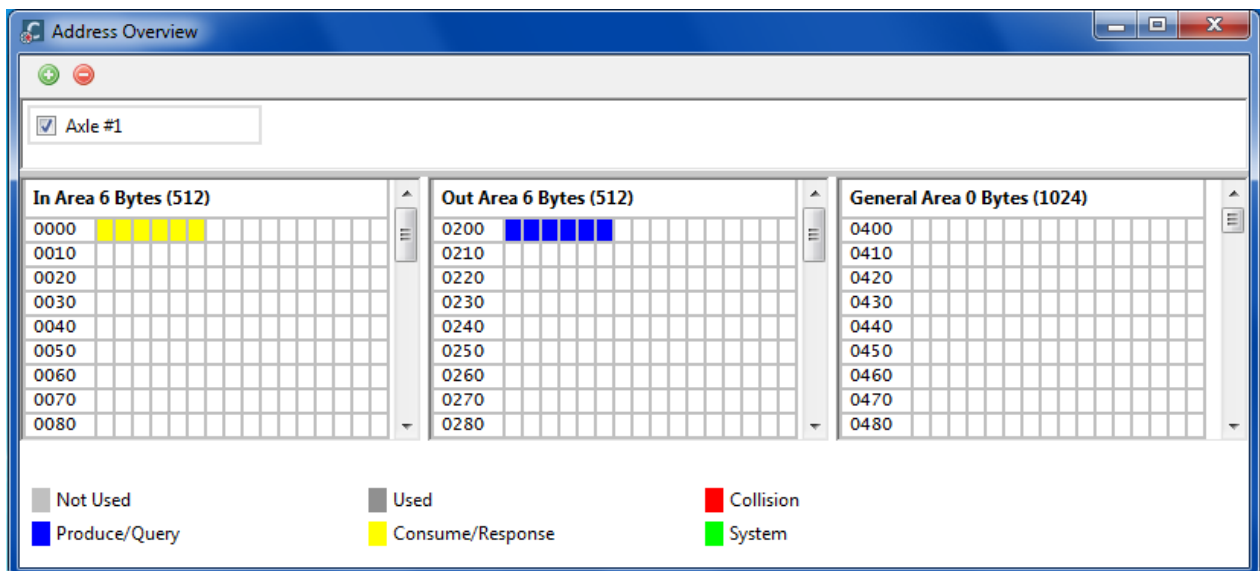 Address Overview
Axle #1
In Area 6 Bytes (512)
0000
0010
0020
0030
0040
0050
0060
0070
0080
Out Area 6 Bytes (512)
0200
0210
0220
0230
0240
0250
0260
0270
0280
General Area 0 Bytes (1024)
0400
0410
0420
0430
0440
0450
0460
0470
0480
Not Used
Used
Collision
Produce/Query
Consume/Response
System